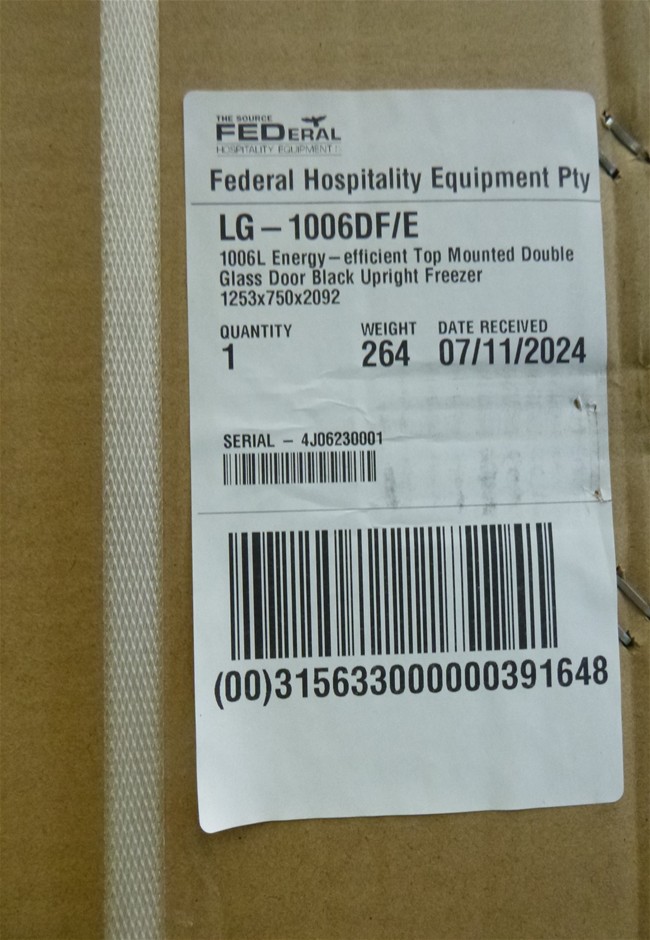 THE SOURCE
FEDERAL
HOSPITALITY EQUIPMENT
Federal Hospitality Equipment Pty
LG – 1006DF/E
1006L Energy – efficient Top Mounted Double
Glass Door Black Upright Freezer
1253x750x2092
QUANTITY WEIGHT DATE RECEIVED
1 264 07/11/2024
SERIAL – 4J06230001
(00)315633000000391648